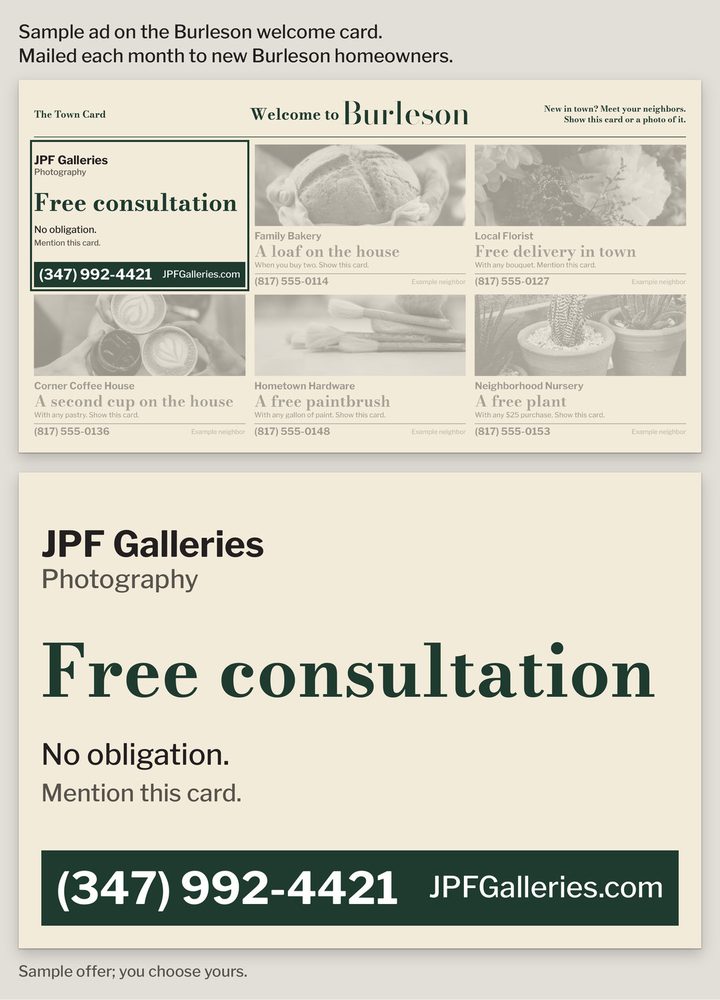 Sample ad on the Burleson welcome card.
Mailed each month to new Burleson homeowners.
The Town Card
Welcome to Burleson
New in town? Meet your neighbors.
Show this card or a photo of it.
JPF Galleries
Photography
Free consultation
No obligation.
Mention this card.
(347) 992-4421 JPFGalleries.com
Family Bakery
A loaf on the house
When you buy two. Show this card.
(817) 555-0114 Example neighbor
Local Florist
Free delivery in town
With any bouquet. Mention this card.
(817) 555-0127 Example neighbor
Corner Coffee House
A second cup on the house
With any pastry. Show this card.
(817) 555-0136 Example neighbor
Hometown Hardware
A free paintbrush
With any gallon of paint. Show this card.
(817) 555-0148 Example neighbor
Neighborhood Nursery
A free plant
With any $25 purchase. Show this card.
(817) 555-0153 Example neighbor
JPF Galleries
Photography
Free consultation
No obligation.
Mention this card.
(347) 992-4421 JPFGalleries.com
Sample offer; you choose yours.